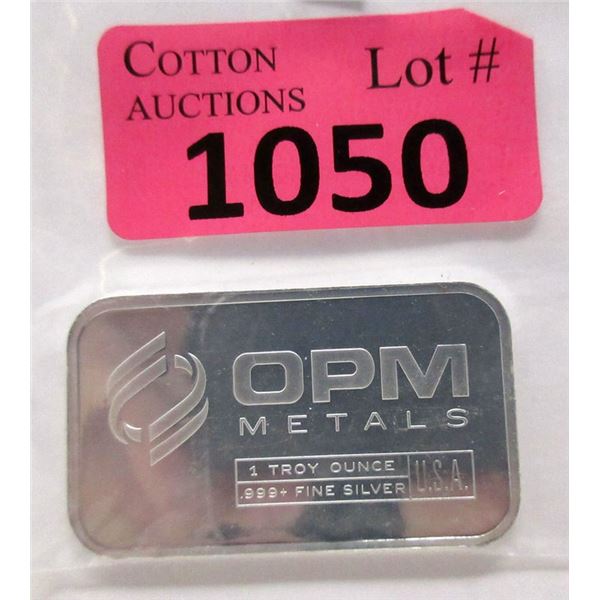 COTTON Lot #
AUCTIONS
1050
OPM
METALS
1 TROY OUNCE
.999+ FINE SILVER U.S.A.